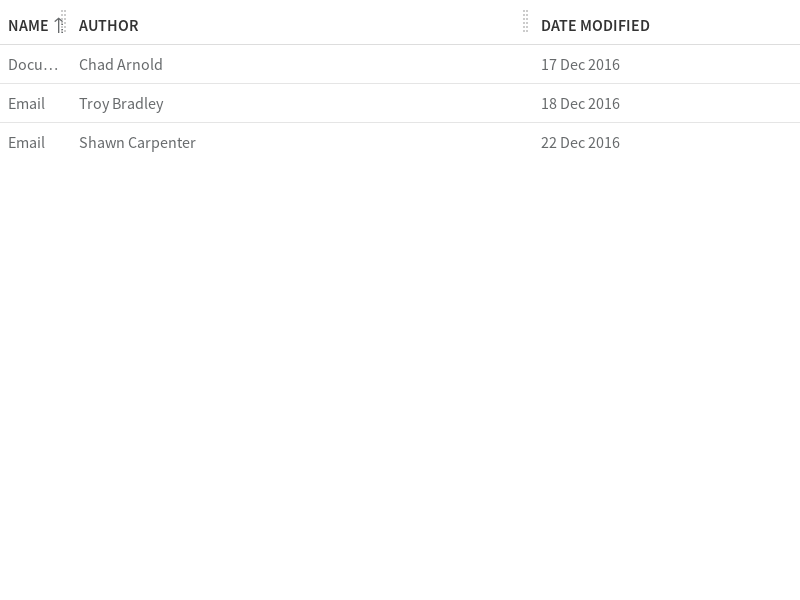 NAME AUTHOR DATE MODIFIED
Docu… Chad Arnold 17 Dec 2016
Email Troy Bradley 18 Dec 2016
Email Shawn Carpenter 22 Dec 2016